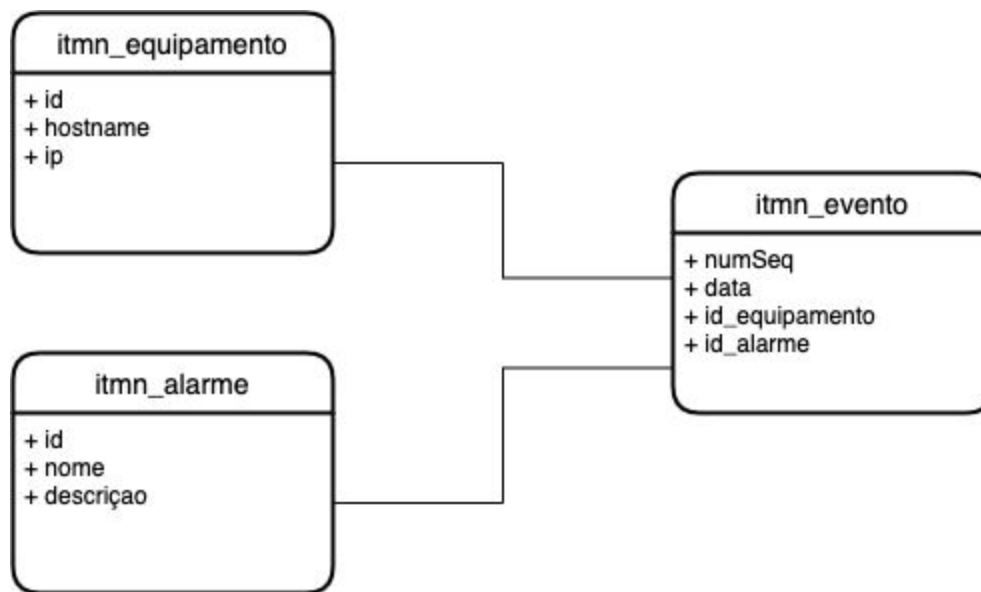 itmn_equipamento
+ id
+ hostname
+ ip
itmn_evento
+ numSeq
+ data
+ id_equipamento
+ id_alarme
itmn_alarme
+ id
+ nome
+ descriçao